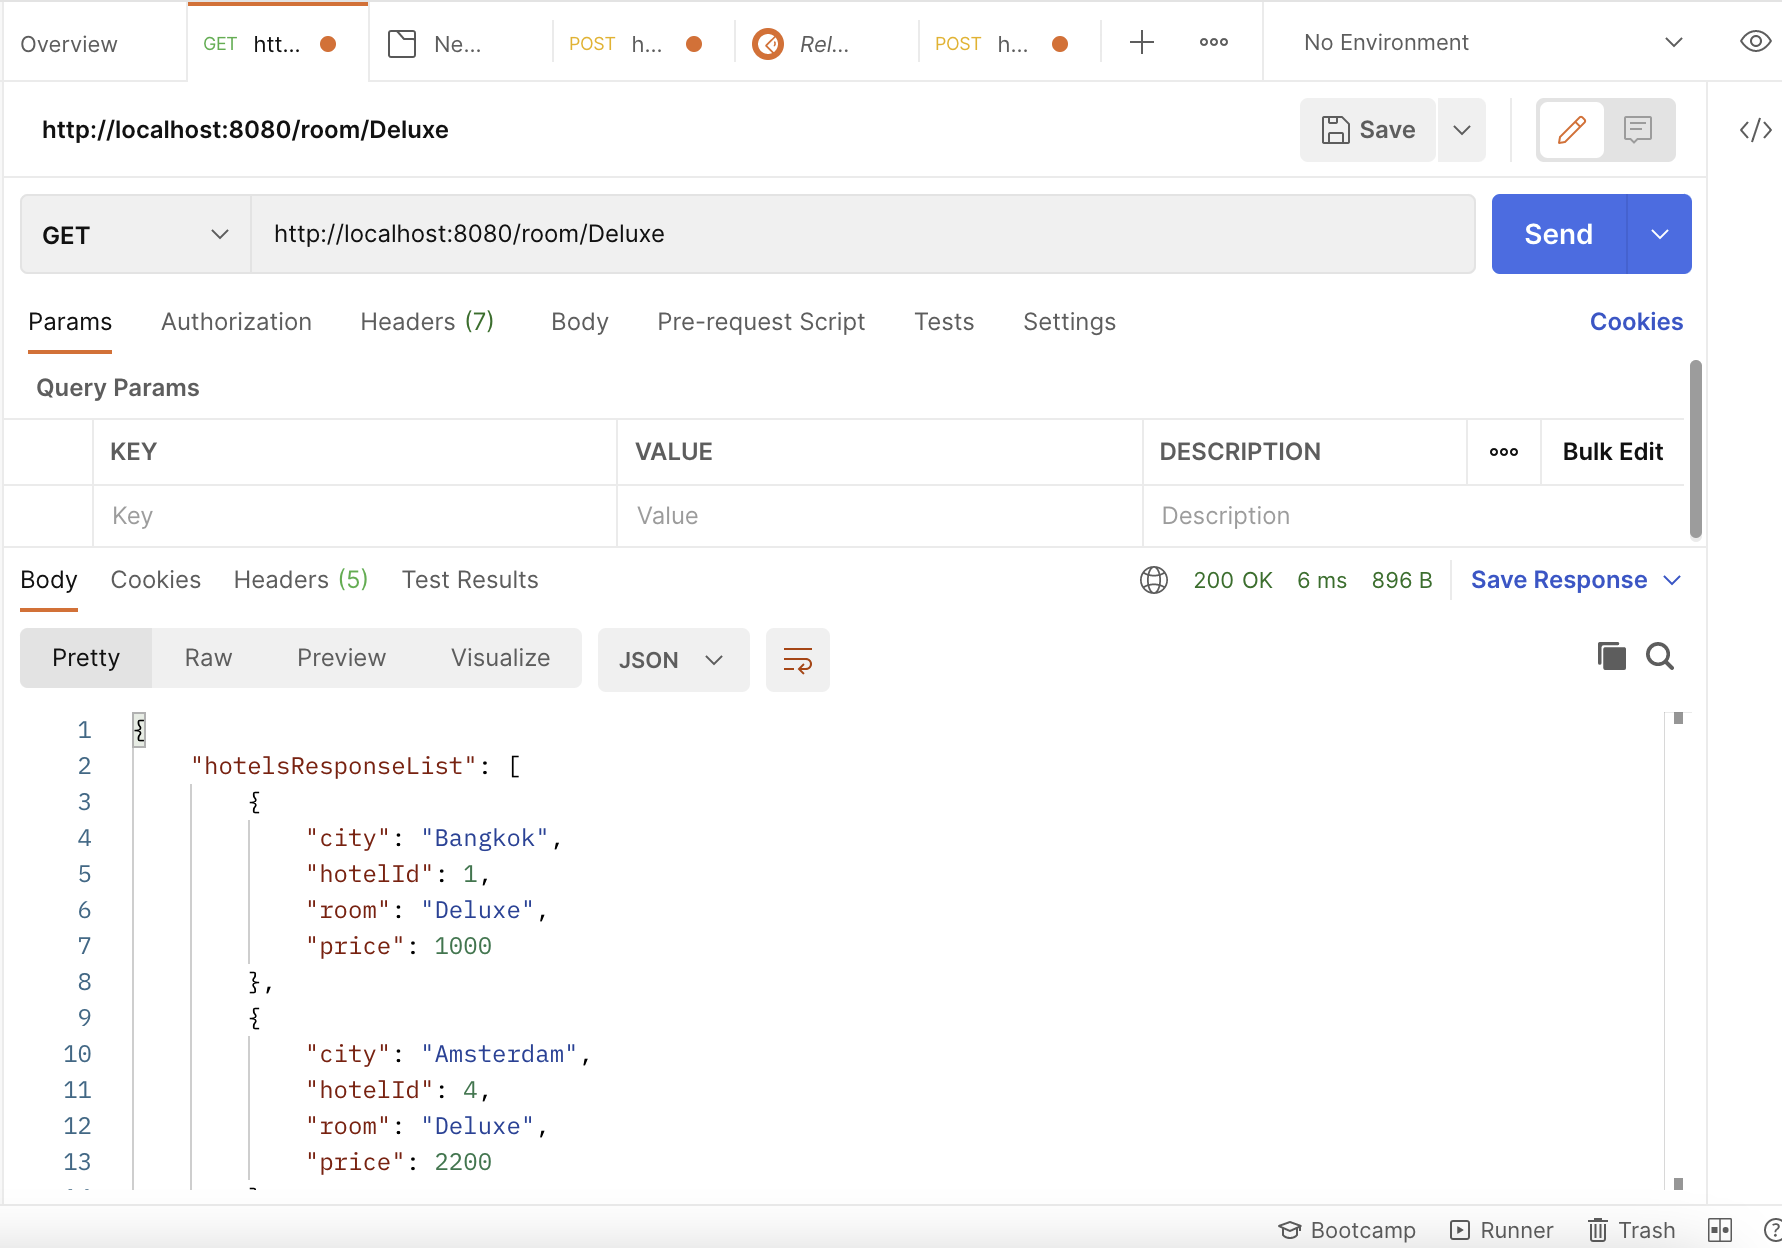 Overview GET htt... Ne... POST h... Rel... POST h... No Environment
http://localhost:8080/room/Deluxe Save
GET http://localhost:8080/room/Deluxe Send
Params Authorization Headers (7) Body Pre-request Script Tests Settings Cookies
Query Params
KEY VALUE DESCRIPTION Bulk Edit
Key Value Description
Body Cookies Headers (5) Test Results 200 OK 6 ms 896 B Save Response
Pretty Raw Preview Visualize JSON
1 {
2 "hotelsResponseList": [
3 {
4 "city": "Bangkok",
5 "hotelId": 1,
6 "room": "Deluxe",
7 "price": 1000
8 },
9 {
10 "city": "Amsterdam",
11 "hotelId": 4,
12 "room": "Deluxe",
13 "price": 2200
Bootcamp Runner Trash